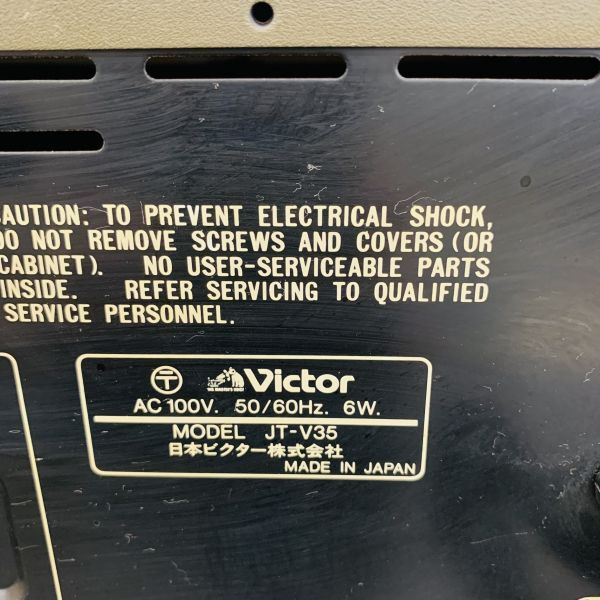 CAUTION: TO PREVENT ELECTRICAL SHOCK,
DO NOT REMOVE SCREWS AND COVERS (OR
CABINET). NO USER-SERVICEABLE PARTS
INSIDE. REFER SERVICING TO QUALIFIED
SERVICE PERSONNEL.
Victor
AC 100V. 50/60Hz. 6W.
MODEL JT-V35
日本ビクター株式会社
MADE IN JAPAN